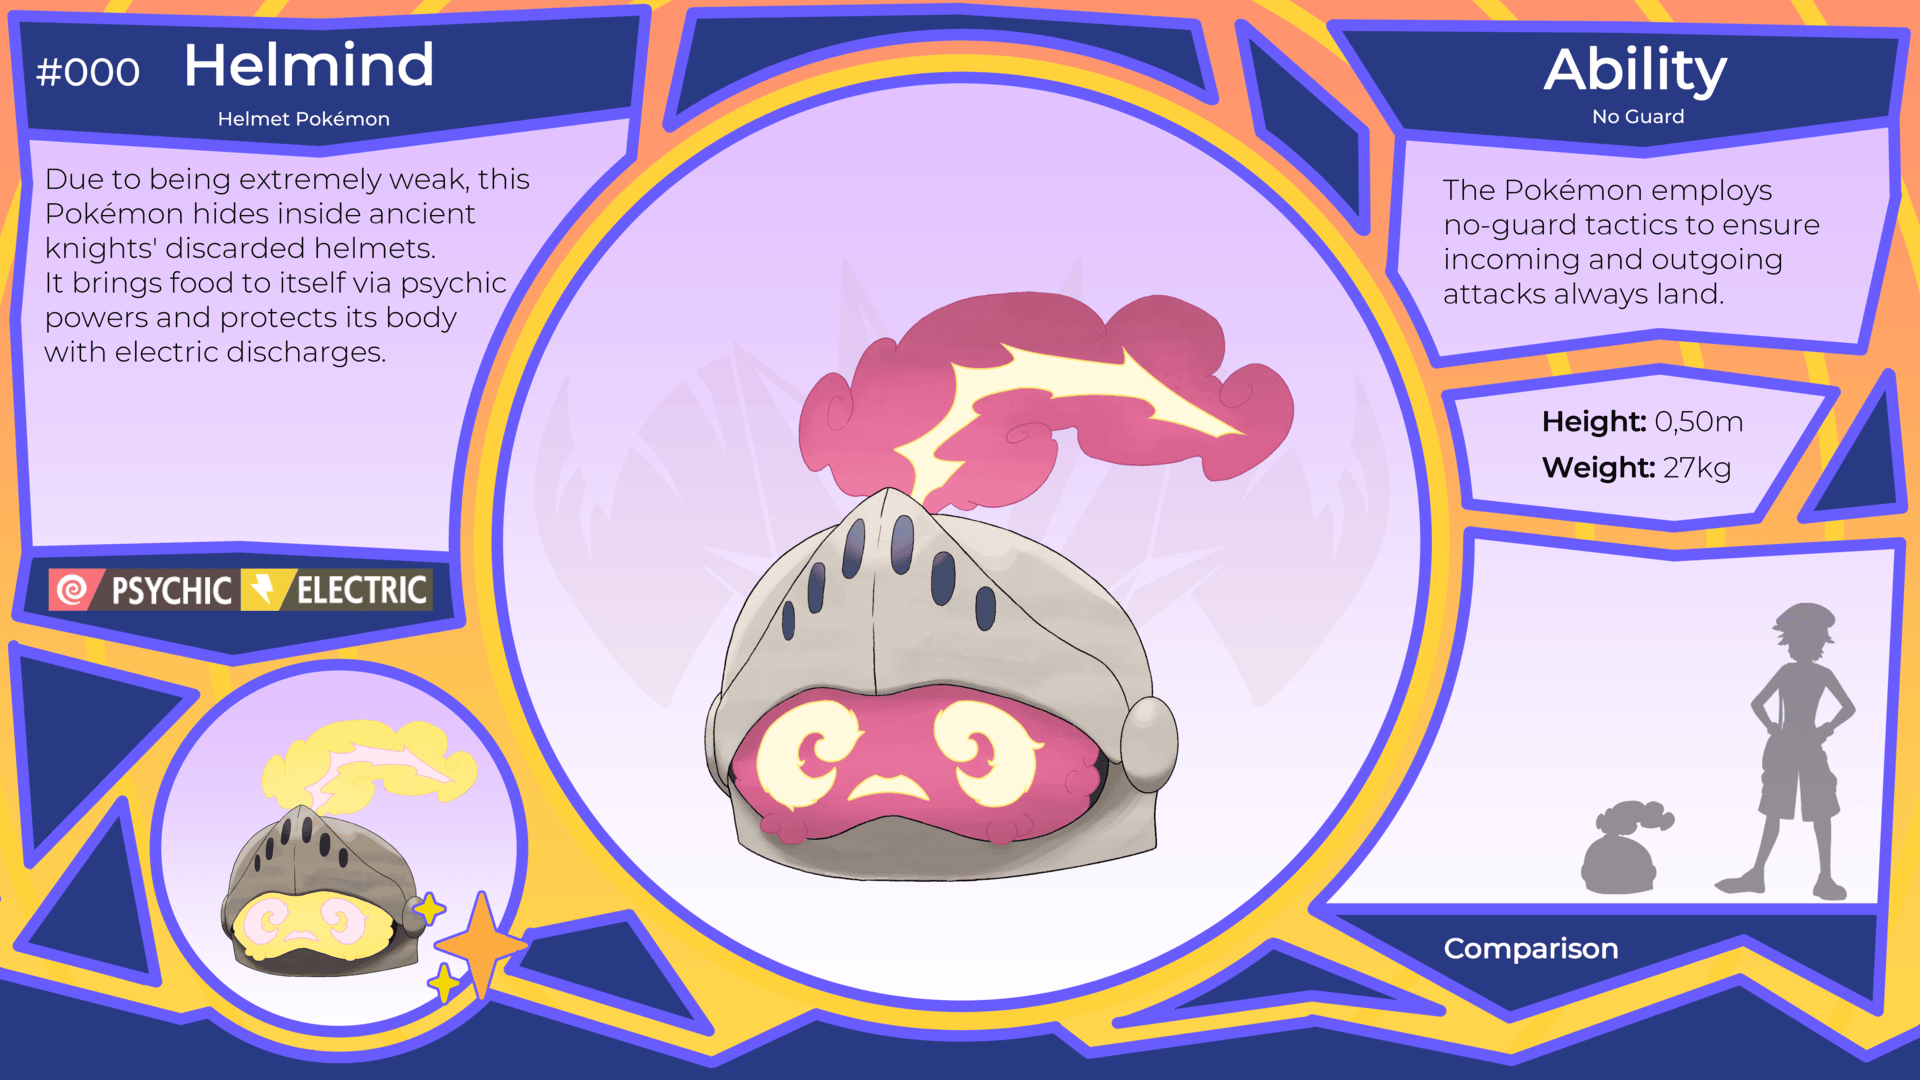 #000 Helmind
Helmet Pokémon
Due to being extremely weak, this
Pokémon hides inside ancient
knights' discarded helmets.
It brings food to itself via psychic
powers and protects its body
with electric discharges.
PSYCHIC ELECTRIC
Ability
No Guard
The Pokémon employs
no-guard tactics to ensure
incoming and outgoing
attacks always land.
Height: 0,50m
Weight: 27kg
Comparison